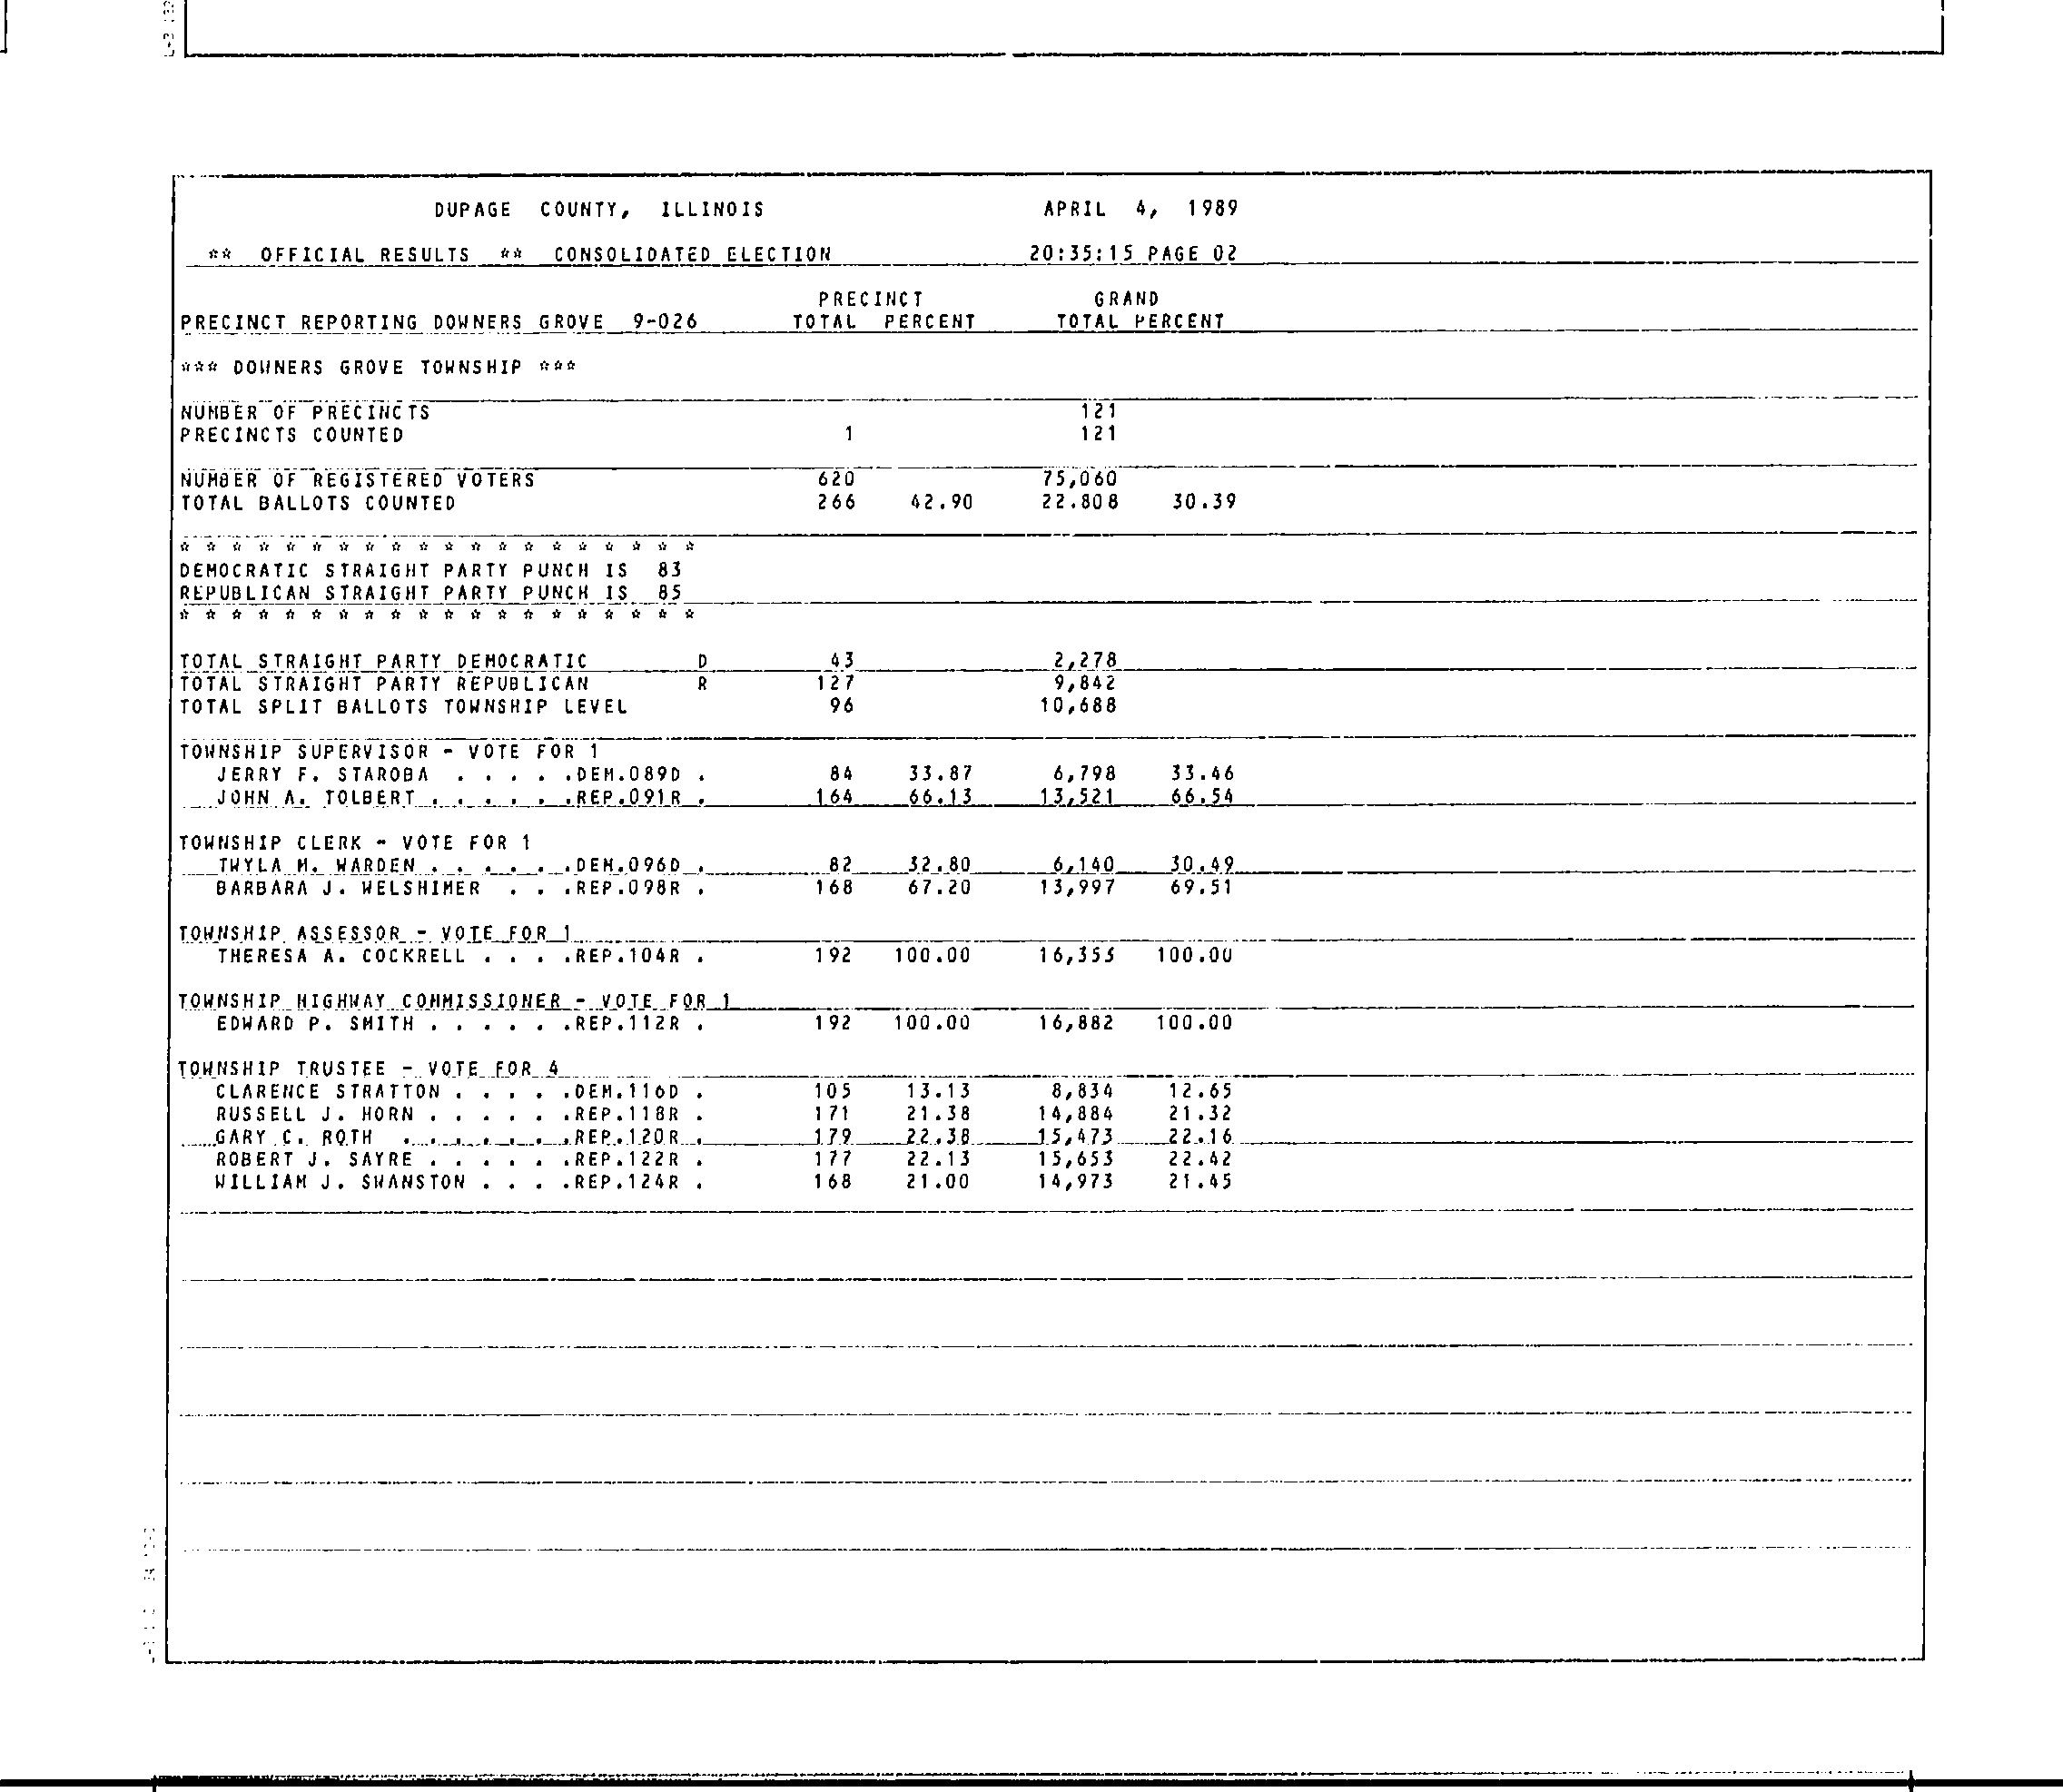 DUPAGE COUNTY, ILLINOIS APRIL 4, 1989
** OFFICIAL RESULTS ** CONSOLIDATED ELECTION 20:35:15 PAGE 02
PRECINCT GRAND
PRECINCT REPORTING DOWNERS GROVE 9-026 TOTAL PERCENT TOTAL PERCENT
*** DOWNERS GROVE TOWNSHIP ***
NUMBER OF PRECINCTS 121
PRECINCTS COUNTED 1 121
NUMBER OF REGISTERED VOTERS 620 75,060
TOTAL BALLOTS COUNTED 266 42.90 22.808 30.39
* * * * * * * * * * * * * * * * * * * *
DEMOCRATIC STRAIGHT PARTY PUNCH IS 83
REPUBLICAN STRAIGHT PARTY PUNCH IS 85
* * * * * * * * * * * * * * * * * * * *
TOTAL STRAIGHT PARTY DEMOCRATIC D 43 2,278
TOTAL STRAIGHT PARTY REPUBLICAN R 127 9,842
TOTAL SPLIT BALLOTS TOWNSHIP LEVEL 96 10,688
TOWNSHIP SUPERVISOR - VOTE FOR 1
JERRY F. STAROBA . . . . .DEM.089D . 84 33.87 6,798 33.46
JOHN A. TOLBERT . . . . . .REP.091R . 164 66.13 13,521 66.54
TOWNSHIP CLERK - VOTE FOR 1
TWYLA M. WARDEN . . . . . .DEM.096D . 82 32.80 6,140 30.49
BARBARA J. WELSHIMER . . .REP.098R . 168 67.20 13,997 69.51
TOWNSHIP ASSESSOR - VOTE FOR 1
THERESA A. COCKRELL . . . .REP.104R . 192 100.00 16,355 100.00
TOWNSHIP HIGHWAY COMMISSIONER - VOTE FOR 1
EDWARD P. SMITH . . . . . .REP.112R . 192 100.00 16,882 100.00
TOWNSHIP TRUSTEE - VOTE FOR 4
CLARENCE STRATTON . . . . .DEM.116D . 105 13.13 8,834 12.65
RUSSELL J. HORN . . . . . .REP.118R . 171 21.38 14,884 21.32
GARY C. ROTH . . . . . . .REP.120R . 179 22.38 15,473 22.16
ROBERT J. SAYRE . . . . . .REP.122R . 177 22.13 15,653 22.42
WILLIAM J. SWANSTON . . . .REP.124R . 168 21.00 14,973 21.45